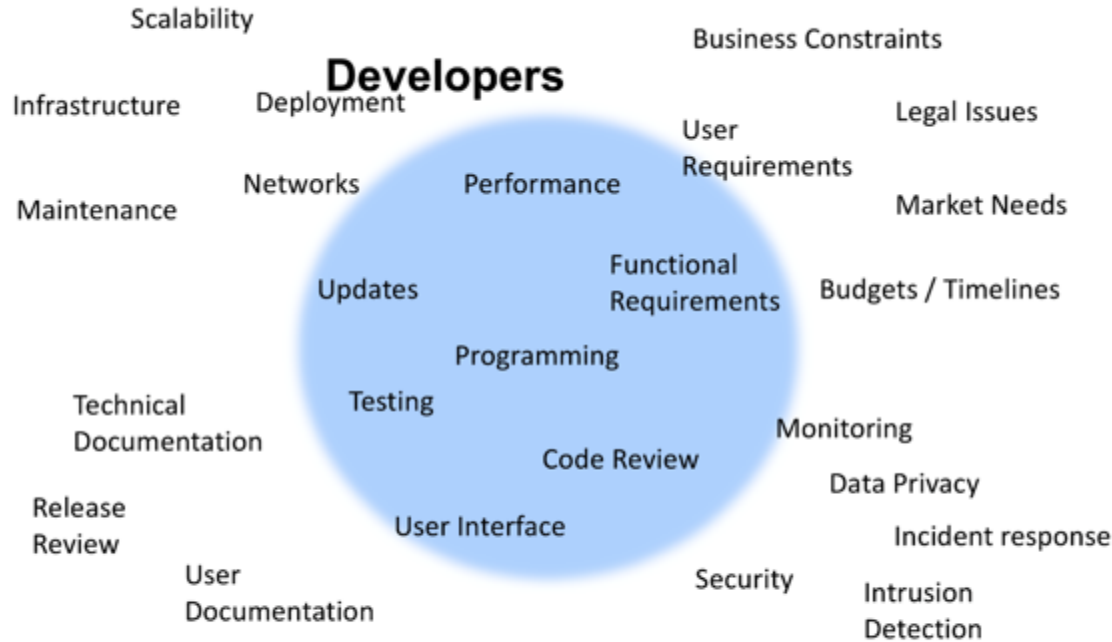 Scalability
Business Constraints
Developers
Infrastructure
Deployment
Legal Issues
User
Requirements
Networks
Performance
Maintenance
Market Needs
Functional
Requirements
Updates
Budgets / Timelines
Programming
Testing
Technical
Documentation
Monitoring
Code Review
Data Privacy
Release
Review
User Interface
Incident response
User
Documentation
Security
Intrusion
Detection